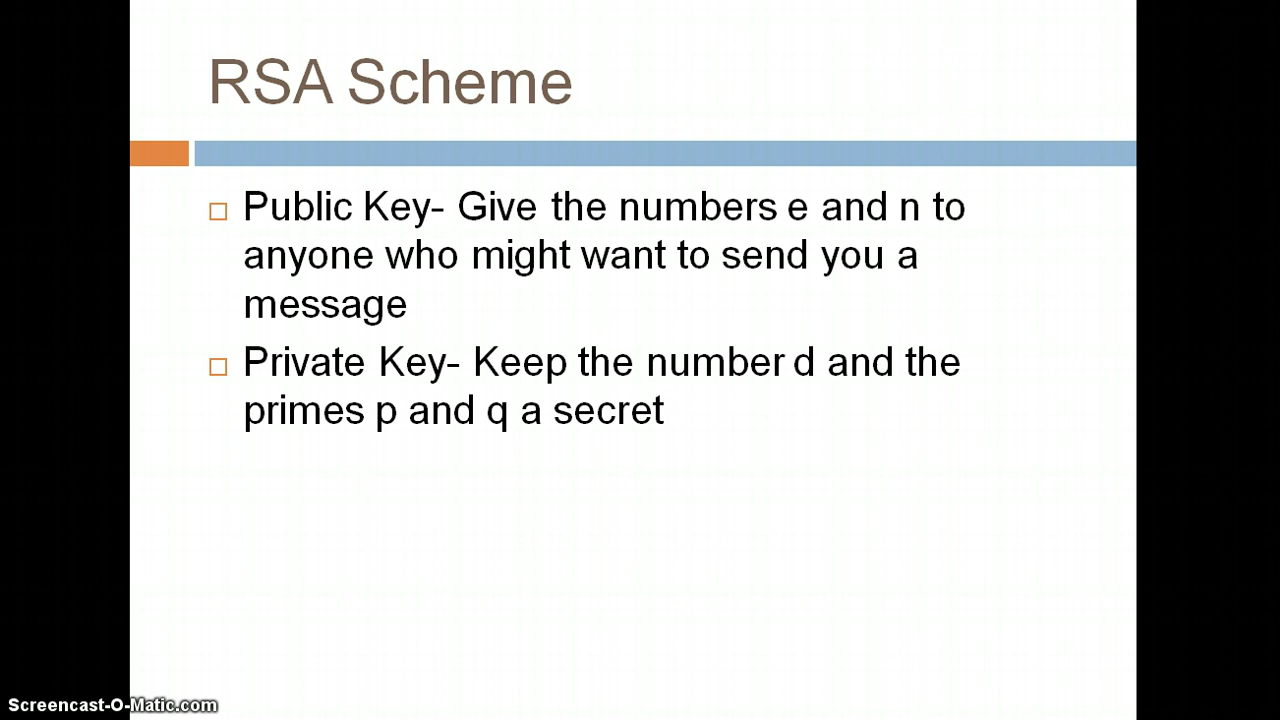 RSA Scheme
Public Key- Give the numbers e and n to
anyone who might want to send you a
message
Private Key- Keep the number d and the
primes p and q a secret
Screencast-O-Matic.com